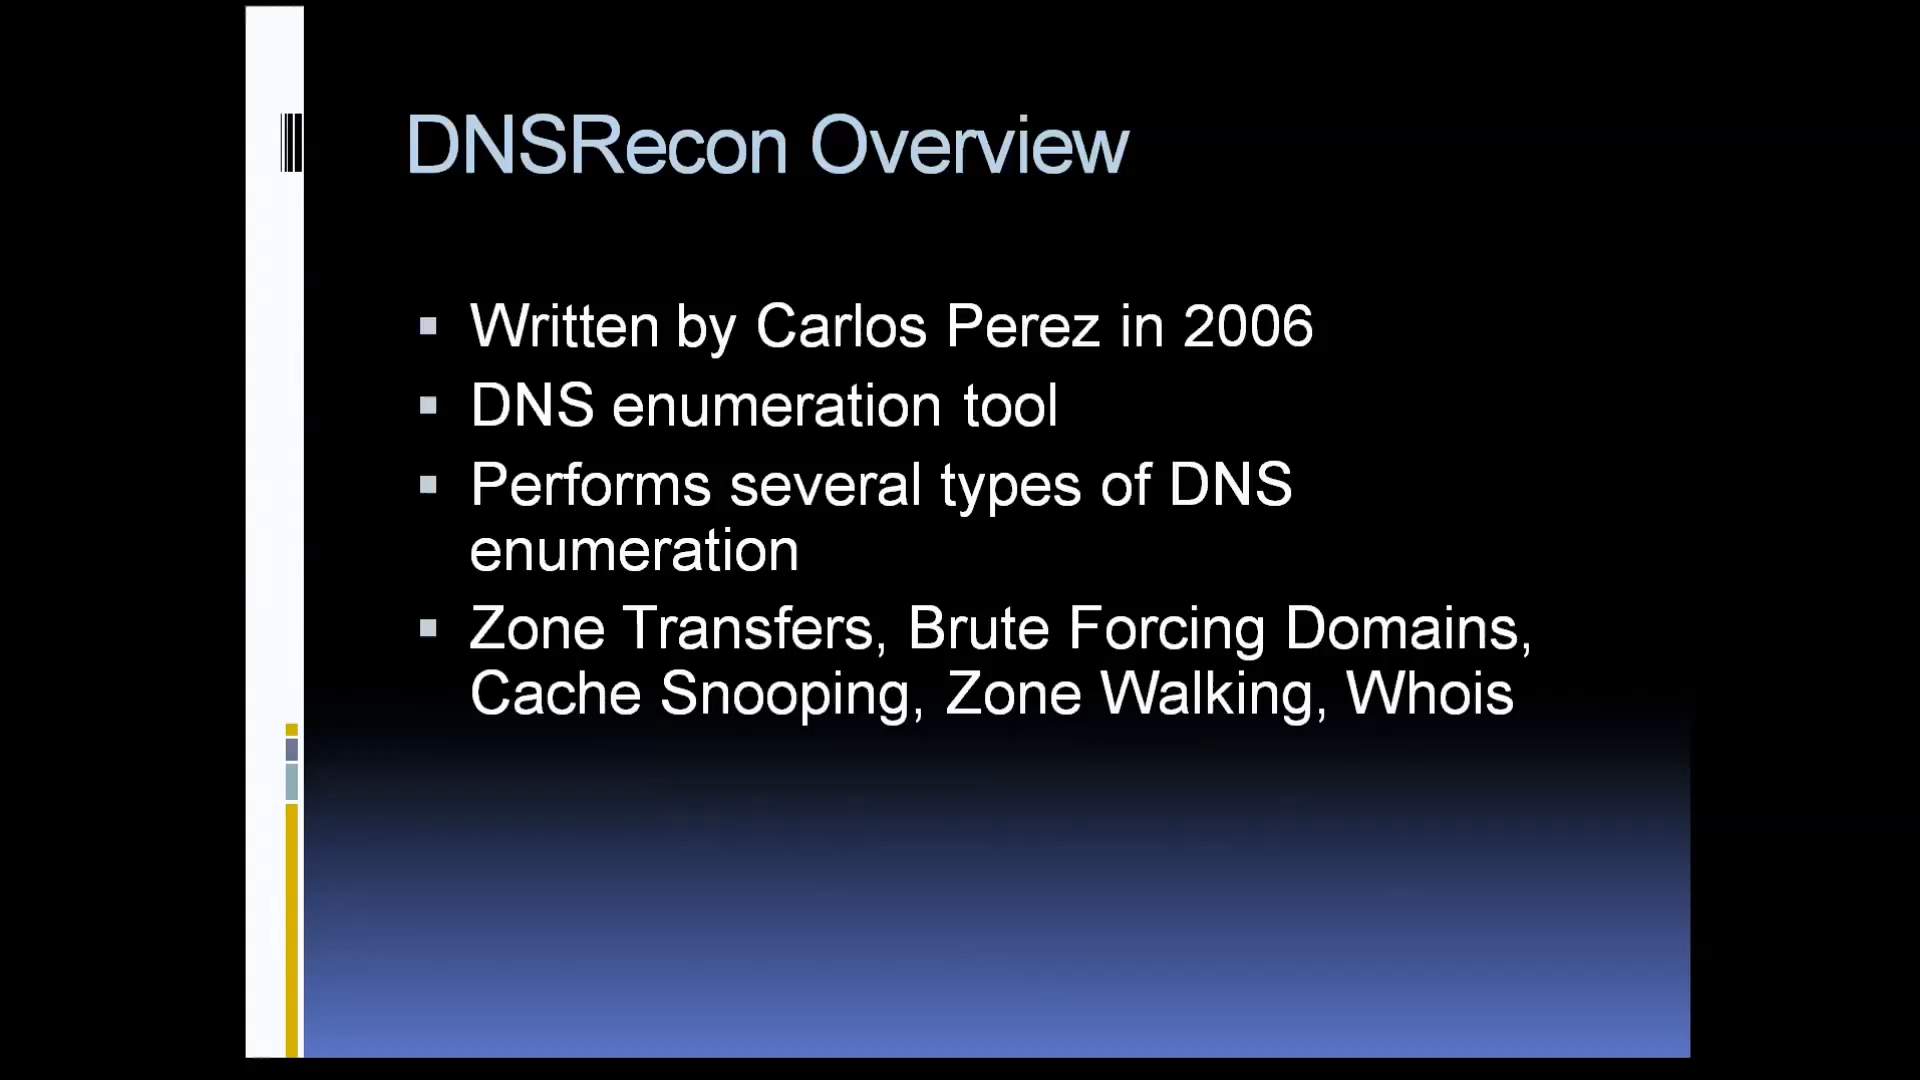 DNSRecon Overview
Written by Carlos Perez in 2006
DNS enumeration tool
Performs several types of DNS
enumeration
Zone Transfers, Brute Forcing Domains,
Cache Snooping, Zone Walking, Whois